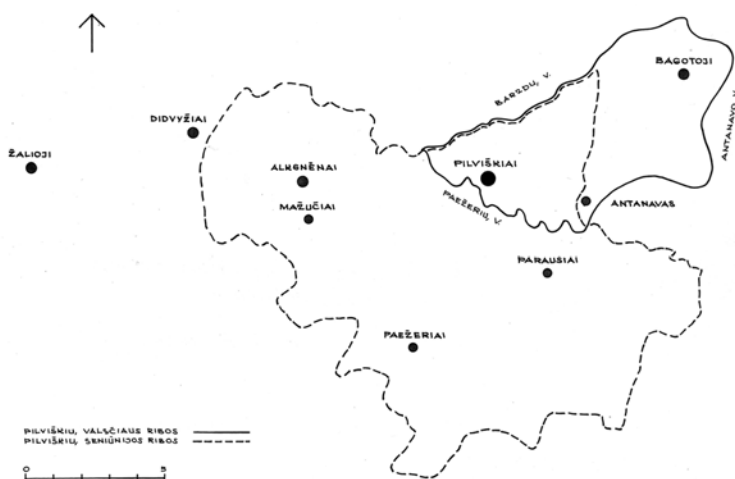 BAGOTOJI
BARZDŲ, V.
ANTANAVO V.
DIDVYŽIAI
ŽALIOJI
ALKSNĖNAI
PILVIŠKIAI
MAŽUČIAI
PAEŽERIŲ, V.
ANTANAVAS
PARAUSIAI
PAEŽERIAI
PILVIŠKIŲ, VALSČIAUS RIBOS
PILVIŠKIŲ, SENIŪNIJOS RIBOS
0 5